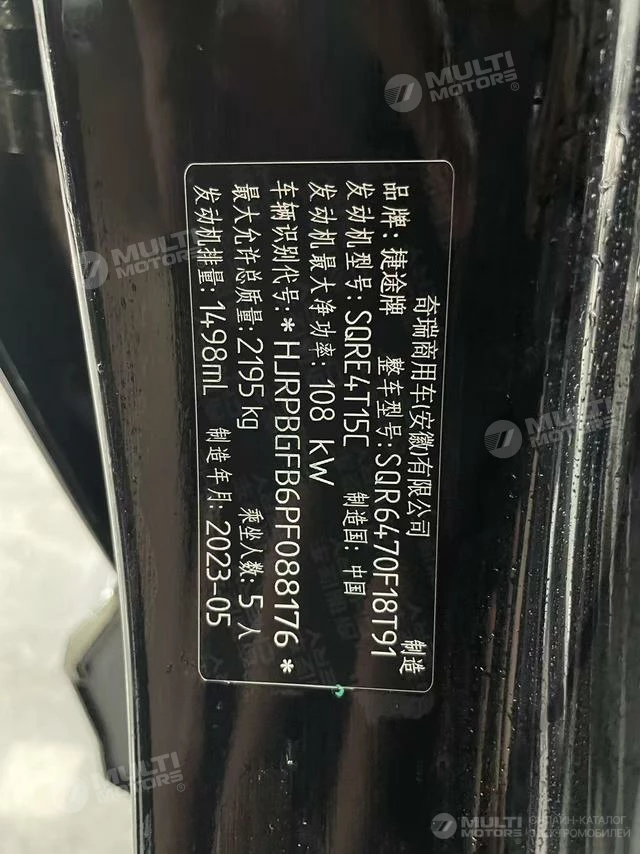 奇瑞商用车(安徽)有限公司 制造
品牌: 捷途牌 整车型号: SQR6470F18T91
发动机型号: SQRE4T15C 制造国: 中国
发动机最大净功率: 108 kW
车辆识别代号: *HJRPBGFB6PF088176*
最大允许总质量: 2195 kg 乘坐人数: 5 人
发动机排量: 1498mL 制造年月: 2023-05
MULTI MOTORS®
MULTI MOTORS®
MULTI MOTORS®
MULTI MOTORS®
MULTI MOTORS
ОНЛАЙН-КАТАЛОГ
ЭЛЕКТРОМОБИЛЕЙ